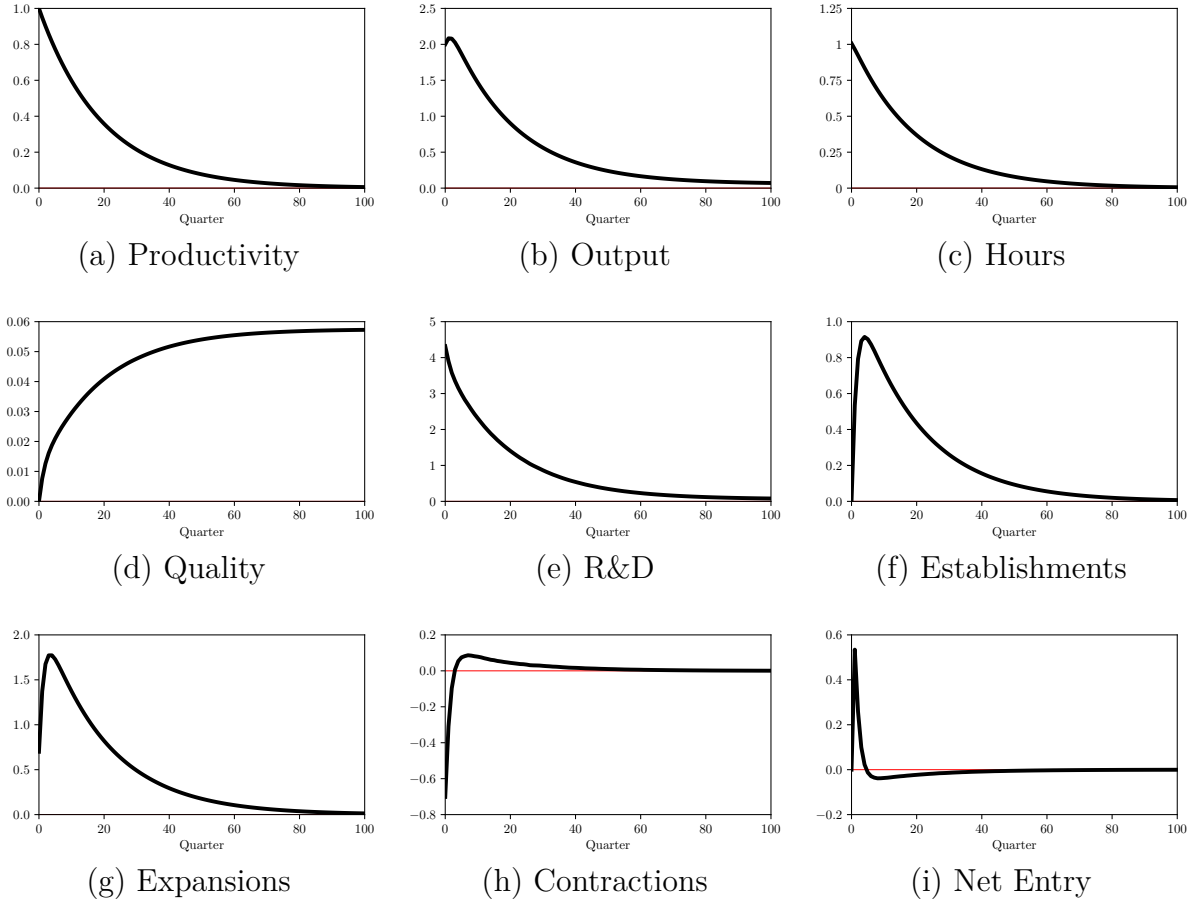 1.0
0.8
0.6
0.4
0.2
0.0
0 20 40 60 80 100
Quarter
(a) Productivity
2.5
2.0
1.5
1.0
0.5
0.0
0 20 40 60 80 100
Quarter
(b) Output
1.25
1
0.75
0.5
0.25
0
0 20 40 60 80 100
Quarter
(c) Hours
0.06
0.05
0.04
0.03
0.02
0.01
0.00
0 20 40 60 80 100
Quarter
(d) Quality
5
4
3
2
1
0
0 20 40 60 80 100
Quarter
(e) R&D
1.0
0.8
0.6
0.4
0.2
0.0
0 20 40 60 80 100
Quarter
(f) Establishments
2.0
1.5
1.0
0.5
0.0
0 20 40 60 80 100
Quarter
(g) Expansions
0.2
0.0
−0.2
−0.4
−0.6
−0.8
0 20 40 60 80 100
Quarter
(h) Contractions
0.6
0.4
0.2
0.0
−0.2
0 20 40 60 80 100
Quarter
(i) Net Entry